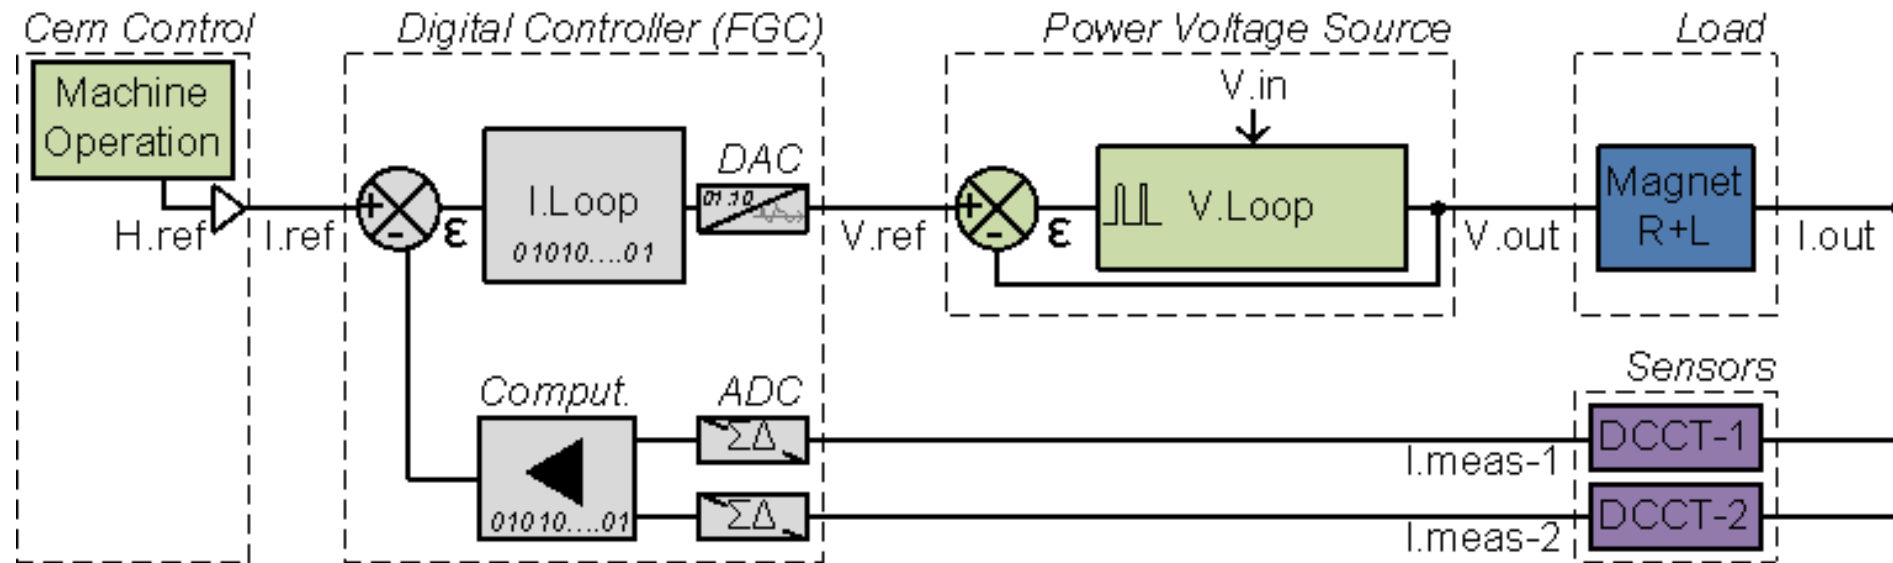 Cern Control
Digital Controller (FGC)
Power Voltage Source
Load
Machine
Operation
H.ref
I.ref
+
-
ε
I.Loop
01010....01
DAC
01 10
V.ref
+
-
ε
V.in
V.Loop
V.out
Magnet
R+L
I.out
Comput.
01010....01
ADC
ΣΔ
ΣΔ
I.meas-1
I.meas-2
Sensors
DCCT-1
DCCT-2